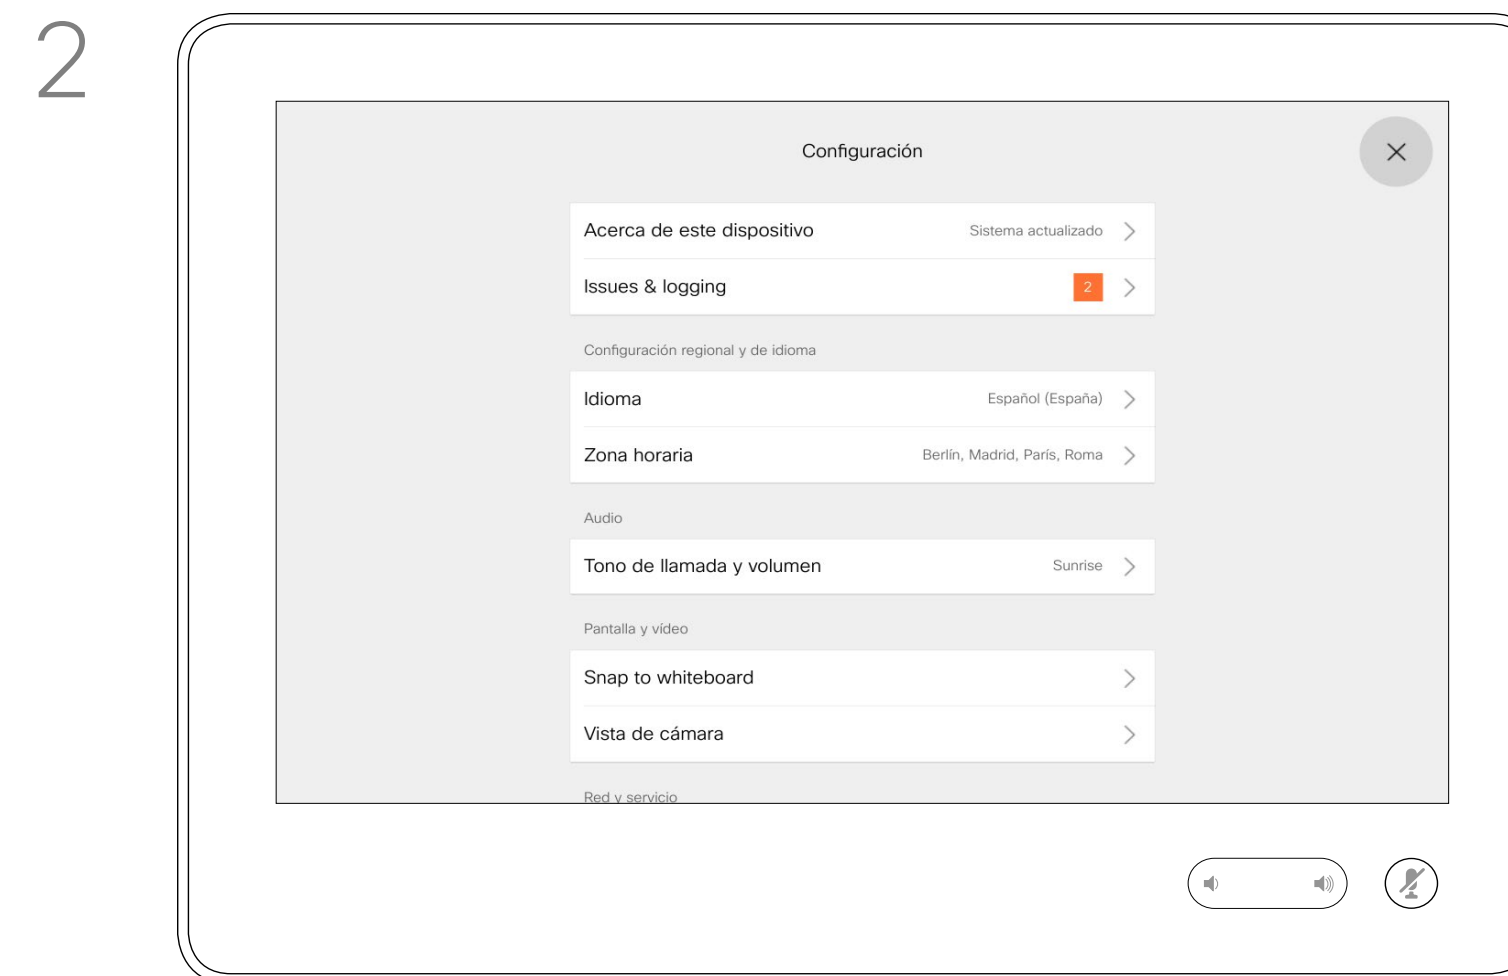 2
Configuración
Acerca de este dispositivo Sistema actualizado
Issues & logging 2
Configuración regional y de idioma
Idioma Español (España)
Zona horaria Berlín, Madrid, París, Roma
Audio
Tono de llamada y volumen Sunrise
Pantalla y vídeo
Snap to whiteboard
Vista de cámara
Red y servicio